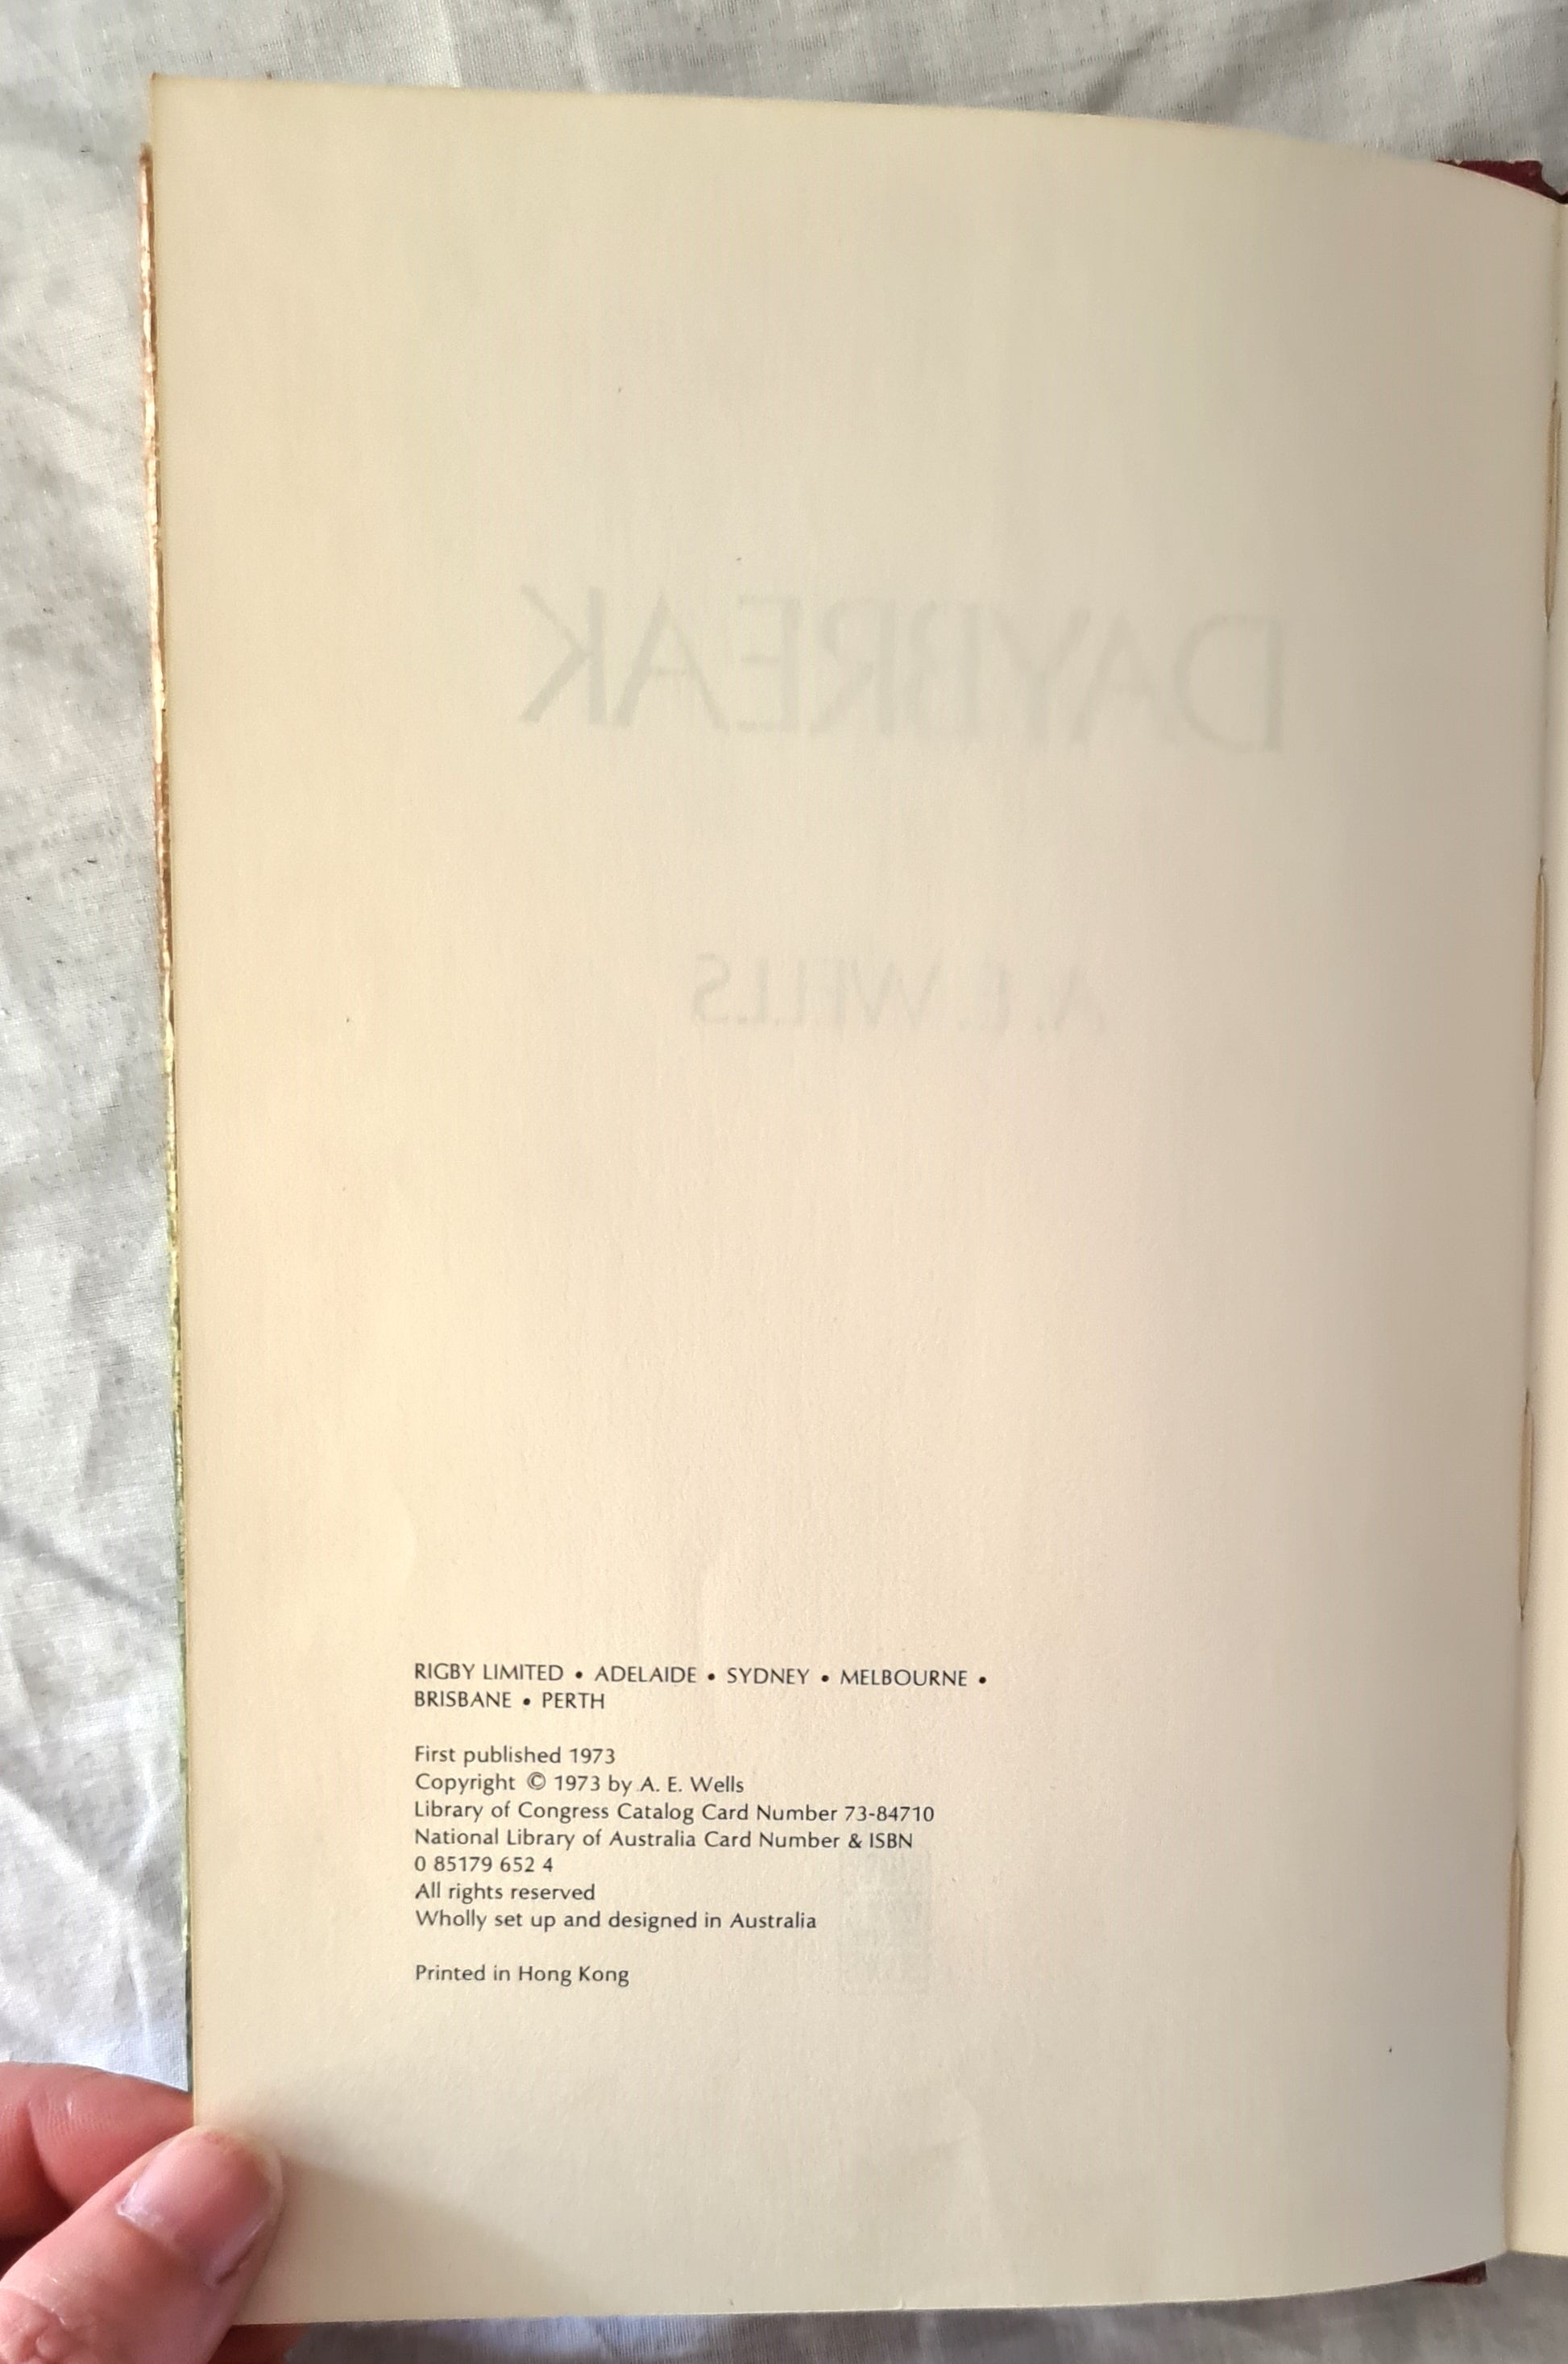 DAYBREAK
A. E. WELLS
RIGBY LIMITED • ADELAIDE • SYDNEY • MELBOURNE •
BRISBANE • PERTH
First published 1973
Copyright © 1973 by A. E. Wells
Library of Congress Catalog Card Number 73-84710
National Library of Australia Card Number & ISBN
0 85179 652 4
All rights reserved
Wholly set up and designed in Australia
Printed in Hong Kong